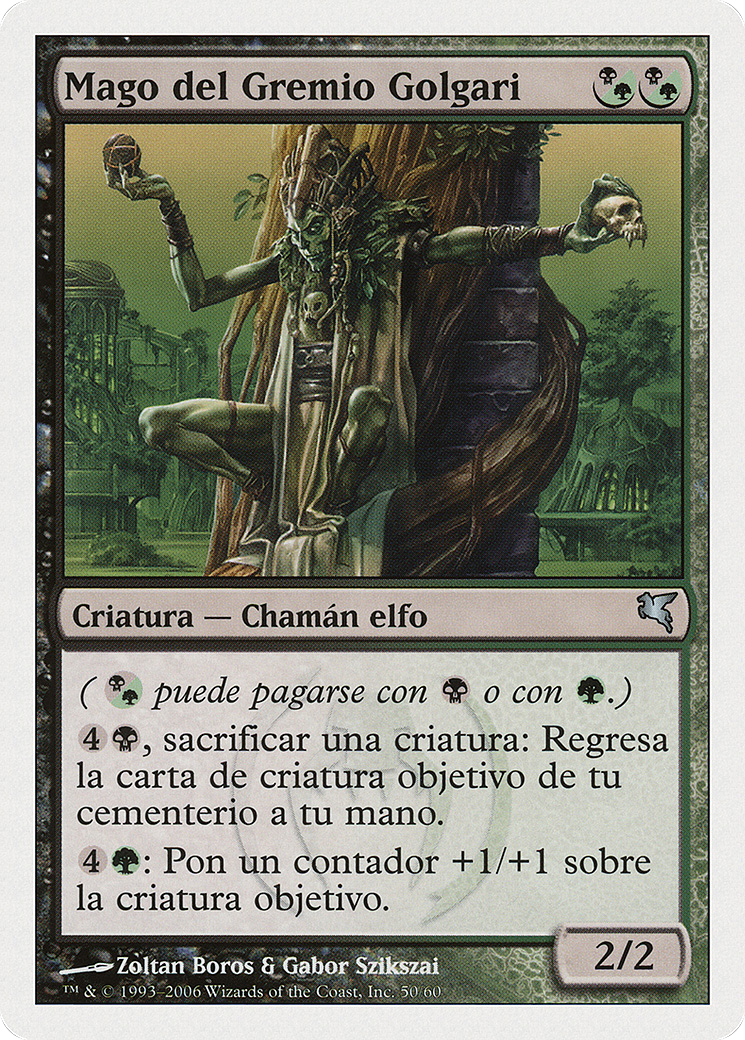 Mago del Gremio Golgari
Criatura — Chamán elfo
( puede pagarse con o con .)
4 , sacrificar una criatura: Regresa
la carta de criatura objetivo de tu
cementerio a tu mano.
4 : Pon un contador +1/+1 sobre
la criatura objetivo.
2/2
Zoltan Boros & Gabor Szikszai
™ & © 1993–2006 Wizards of the Coast, Inc. 50/60